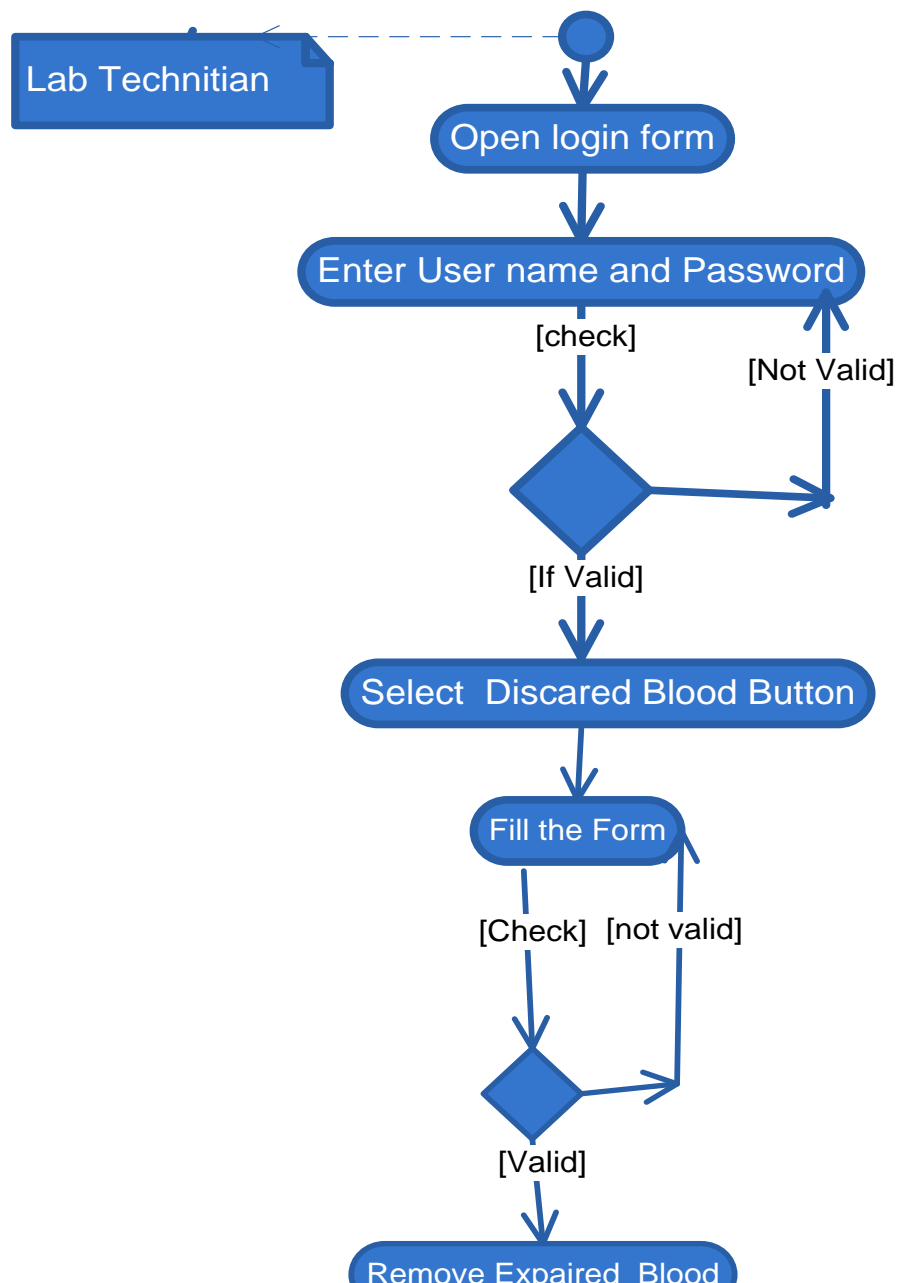 Lab Technitian
Open login form
Enter User name and Password
[check]
[Not Valid]
[If Valid]
Select Discared Blood Button
Fill the Form
[Check] [not valid]
[Valid]
Remove Expaired Blood